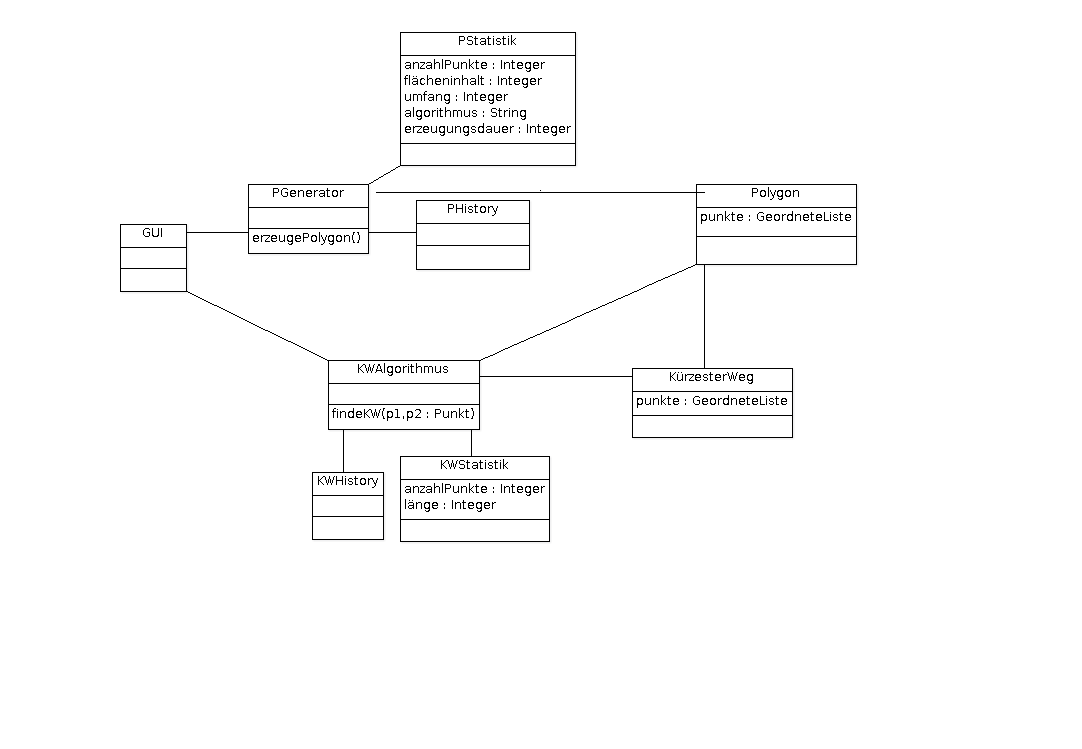 PStatistik
anzahlPunkte : Integer
flächeninhalt : Integer
umfang : Integer
algorithmus : String
erzeugungsdauer : Integer
PGenerator
erzeugePolygon()
PHistory
Polygon
punkte : GeordneteListe
GUI
KWAlgorithmus
findeKW(p1,p2 : Punkt)
KürzesterWeg
punkte : GeordneteListe
KWHistory
KWStatistik
anzahlPunkte : Integer
länge : Integer